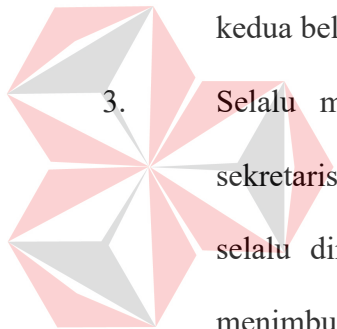 kedua bel
3. Selalu m
sekretaris
selalu di
menimbu